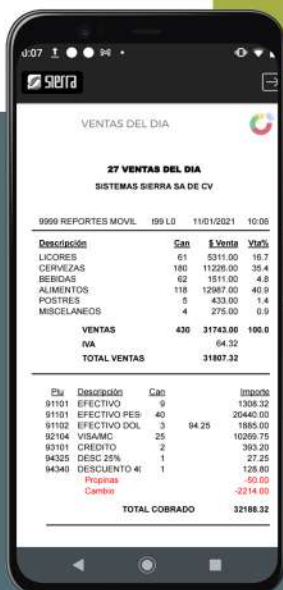 0:07
sierra
VENTAS DEL DIA
27 VENTAS DEL DIA
SISTEMAS SIERRA SA DE CV
9999 REPORTES MOVIL 199 L0 11/01/2021 10:06
Descripción Can $ Venta Vta%
LICORES 61 5311.00 16.7
CERVEZAS 180 11226.00 35.4
BEBIDAS 62 1511.00 4.8
ALIMENTOS 118 12987.00 40.9
POSTRES 5 433.00 1.4
MISCELANEOS 4 275.00 0.9
VENTAS 430 31743.00 100.0
IVA 64.32
TOTAL VENTAS 31807.32
Plu Descripción Can Importe
91101 EFECTIVO 9 1308.32
91101 EFECTIVO PES 40 20440.00
91102 EFECTIVO DOL 3 94.25 1885.00
92104 VISA/MC 25 10269.75
93101 CREDITO 2 393.20
94325 DESC 25% 1 27.25
94340 DESCUENTO 4( 1 128.80
Propinas -50.00
Cambio -2214.00
TOTAL COBRADO 32188.32